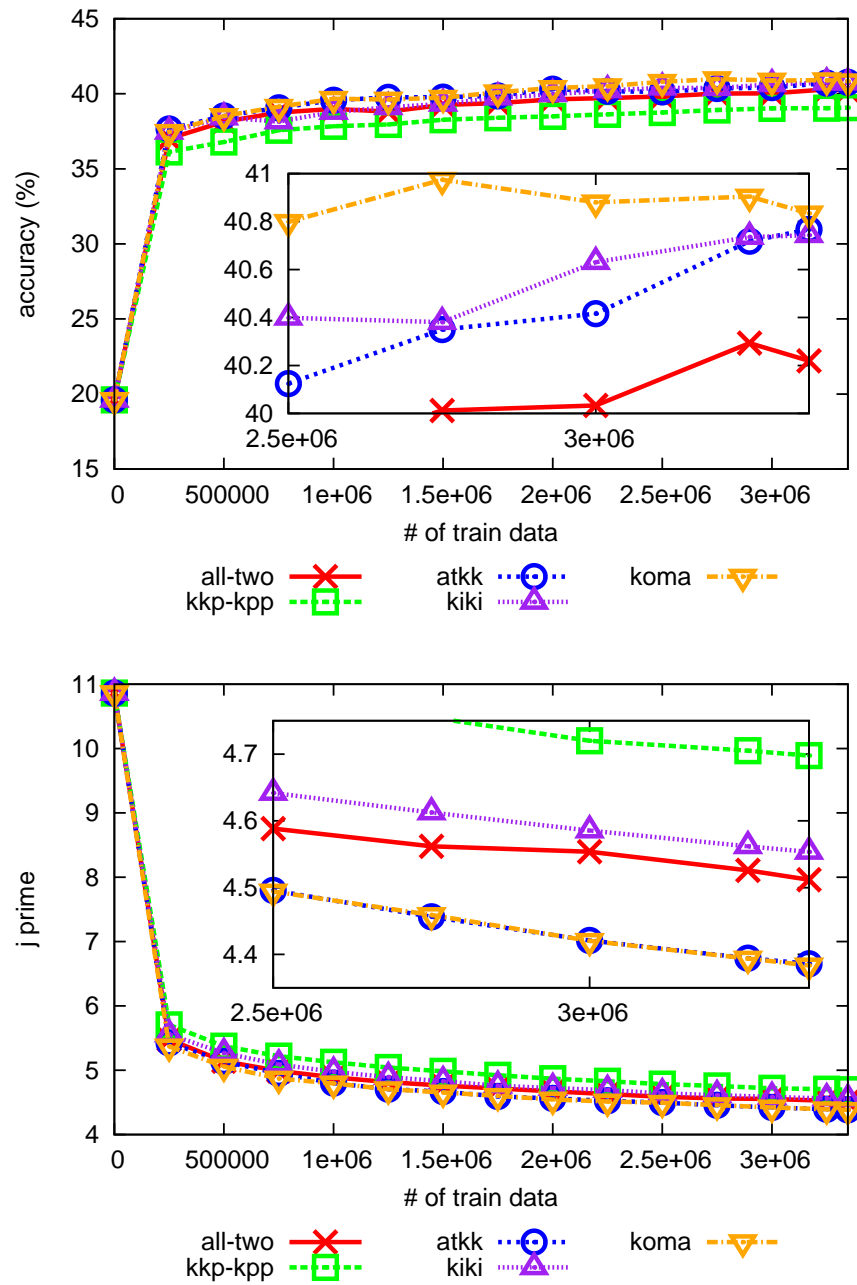 45
40
35
30
25
20
15
accuracy (%)
41
40.8
40.6
40.4
40.2
40
2.5e+06 3e+06
0 500000 1e+06 1.5e+06 2e+06 2.5e+06 3e+06
# of train data
all-two atkk koma
kkp-kpp kiki
11
10
9
8
7
6
5
4
j prime
4.7
4.6
4.5
4.4
2.5e+06 3e+06
0 500000 1e+06 1.5e+06 2e+06 2.5e+06 3e+06
# of train data
all-two atkk koma
kkp-kpp kiki